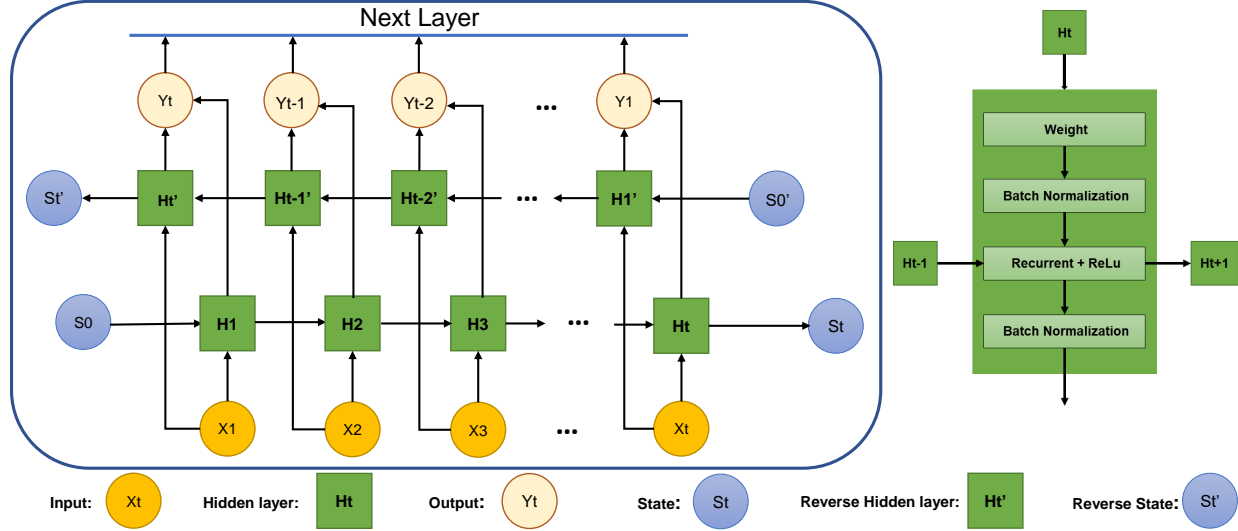 Next Layer
Yt
Yt-1
Yt-2
...
Y1
St'
Ht'
Ht-1'
Ht-2'
...
H1'
S0'
S0
H1
H2
H3
...
Ht
St
X1
X2
X3
...
Xt
Ht
Weight
Batch Normalization
Ht-1
Recurrent + ReLu
Ht+1
Batch Normalization
Input: Xt
Hidden layer: Ht
Output: Yt
State: St
Reverse Hidden layer: Ht'
Reverse State: St'